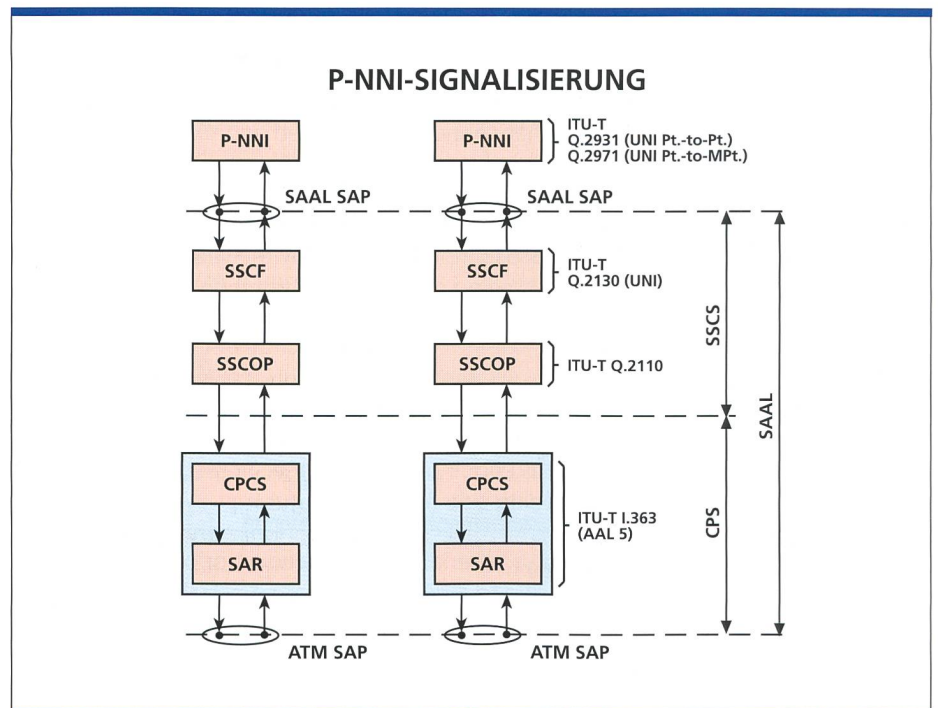 P-NNI-SIGNALISIERUNG
P-NNI
P-NNI
ITU-T
Q.2931 (UNI Pt.-to-Pt.)
Q.2971 (UNI Pt.-to-MPt.)
SAAL SAP
SAAL SAP
SSCF
SSCF
ITU-T
Q.2130 (UNI)
SSCS
SSCOP
SSCOP
ITU-T Q.2110
SAAL
CPCS
CPCS
ITU-T I.363
(AAL 5)
CPS
SAR
SAR
ATM SAP
ATM SAP